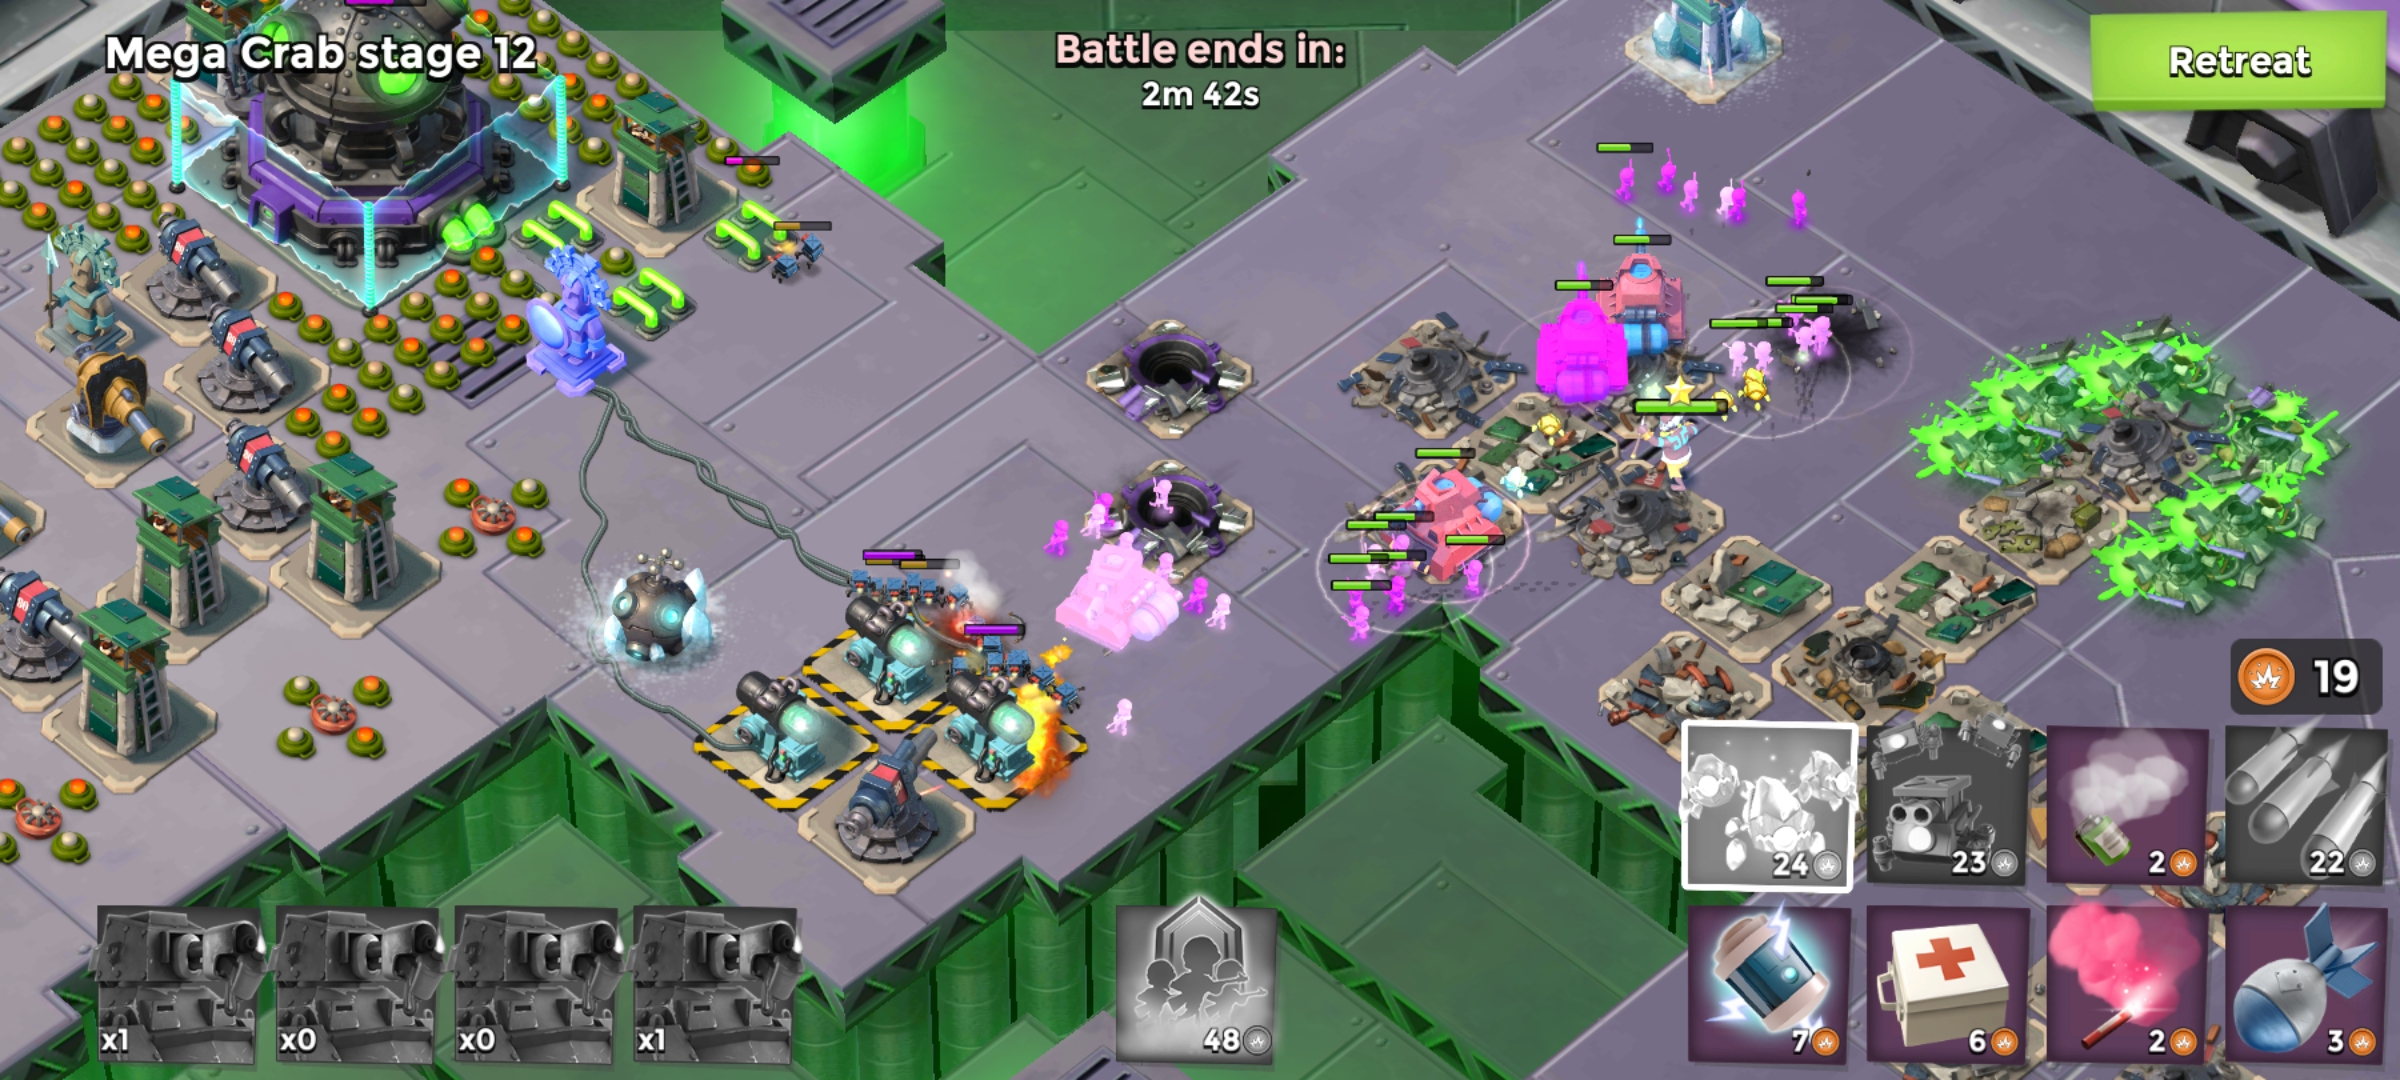 Mega Crab stage 12
Battle ends in:
2m 42s
Retreat
19
24
23
2
22
7
6
2
3
x1
x0
x0
x1
48